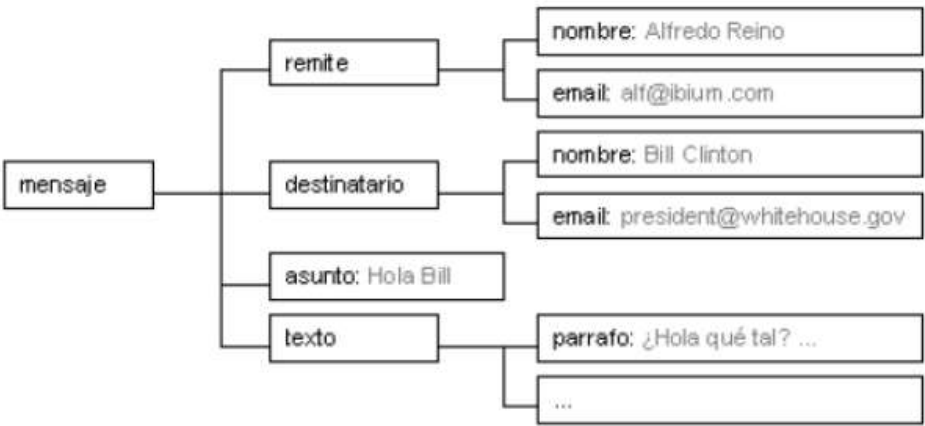 nombre: Alfredo Reino
remite
email: alf@ibium.com
nombre: Bill Clinton
mensaje
destinatario
email: president@whitehouse.gov
asunto: Hola Bill
texto
parrafo: ¿Hola qué tal? ...
...